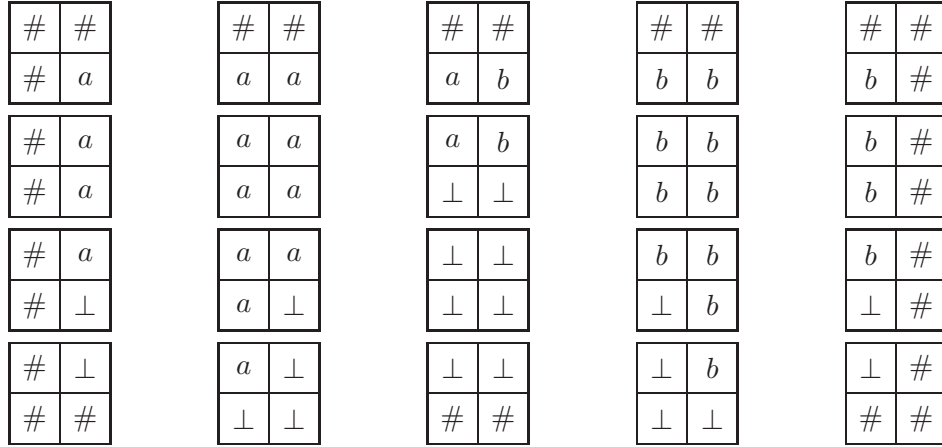 # # # # # # # # # #
# a a a a b b b b #
# a a a a b b b b #
# a a a ⊥ ⊥ b b b #
# a a a ⊥ ⊥ b b b #
# ⊥ a ⊥ ⊥ ⊥ ⊥ b ⊥ #
# ⊥ a ⊥ ⊥ ⊥ ⊥ b ⊥ #
# # ⊥ ⊥ # # ⊥ ⊥ # #